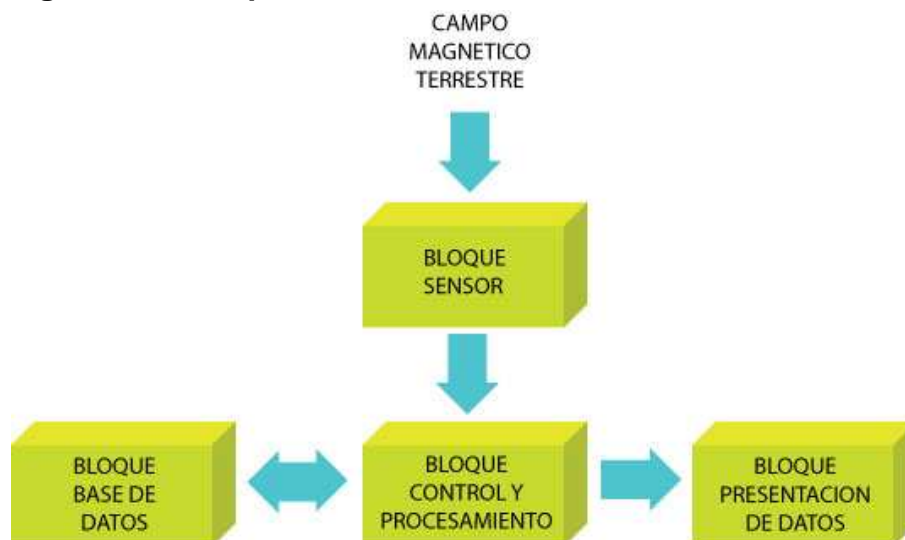 CAMPO
MAGNETICO
TERRESTRE
BLOQUE
SENSOR
BLOQUE
BASE DE
DATOS
BLOQUE
CONTROL Y
PROCESAMIENTO
BLOQUE
PRESENTACION
DE DATOS